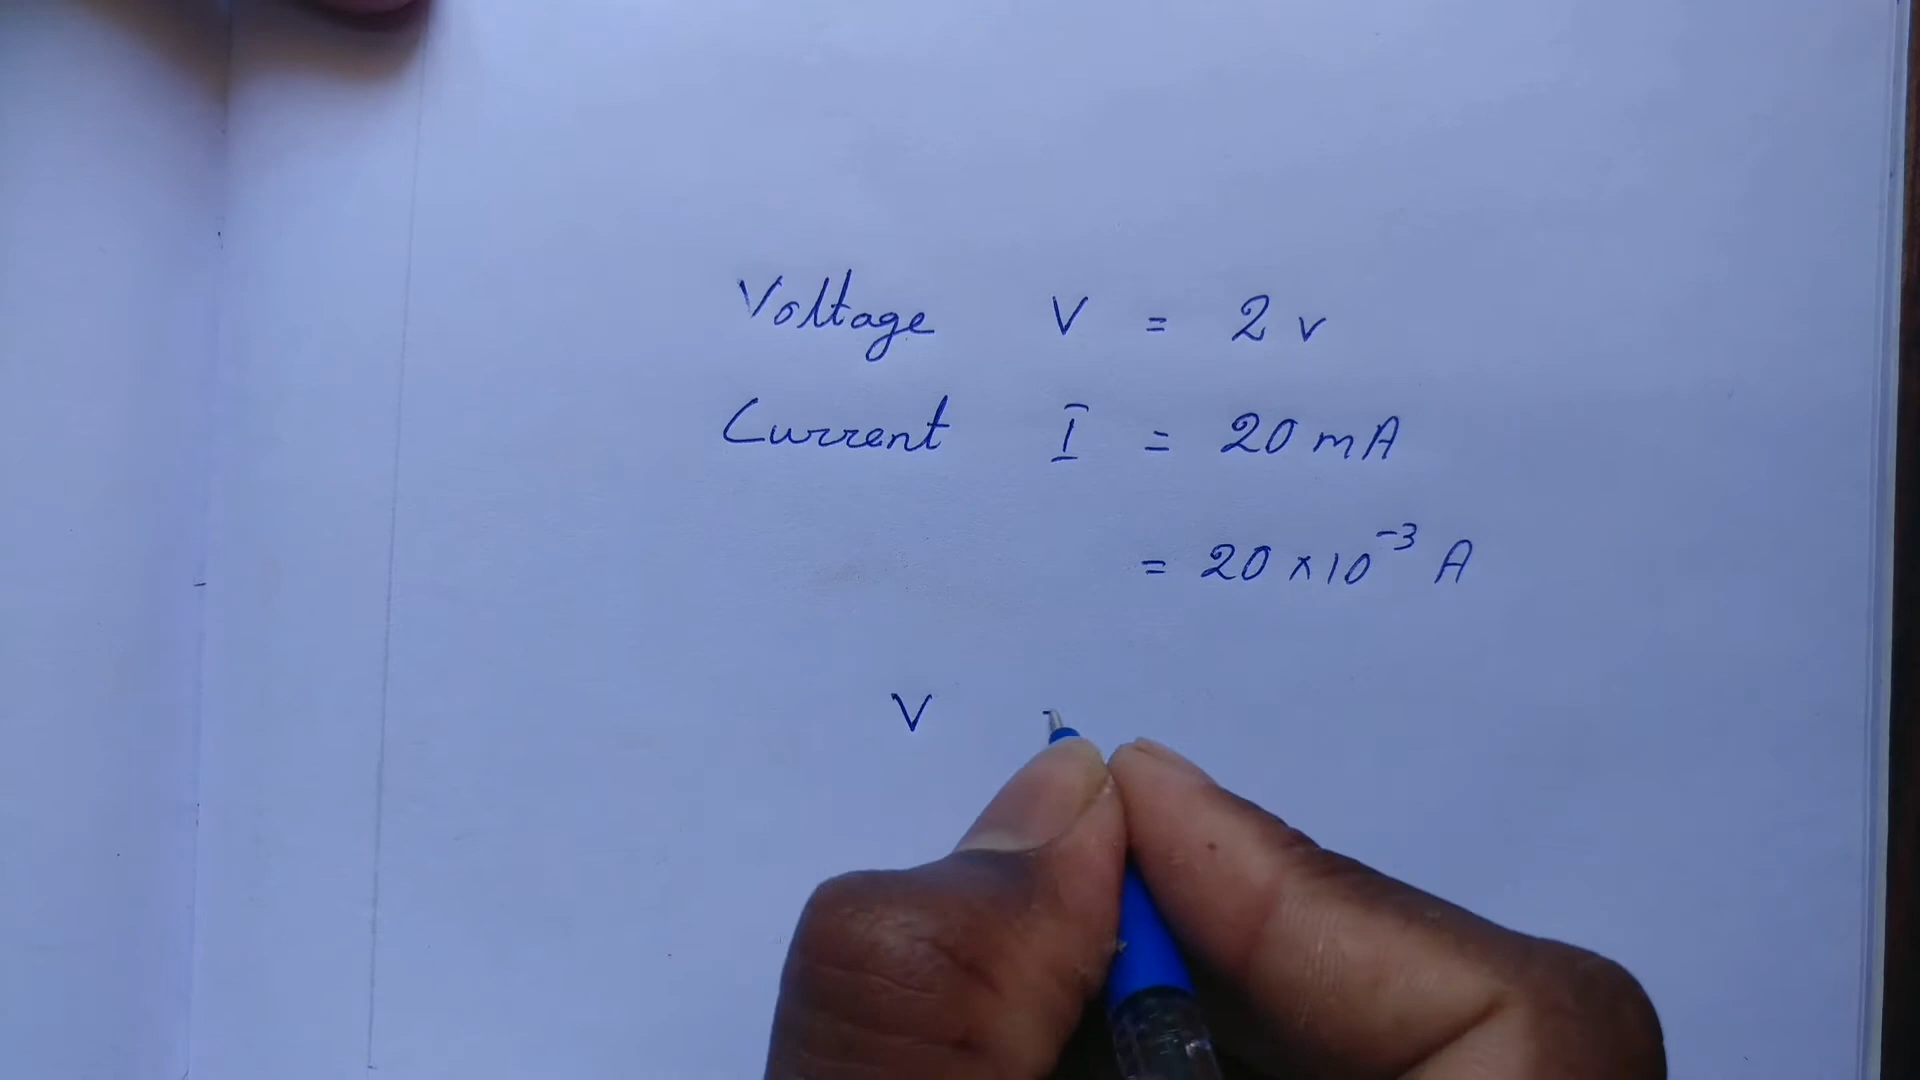 Voltage V = 2 v
Current I = 20 mA
= 20 × 10⁻³ A
V